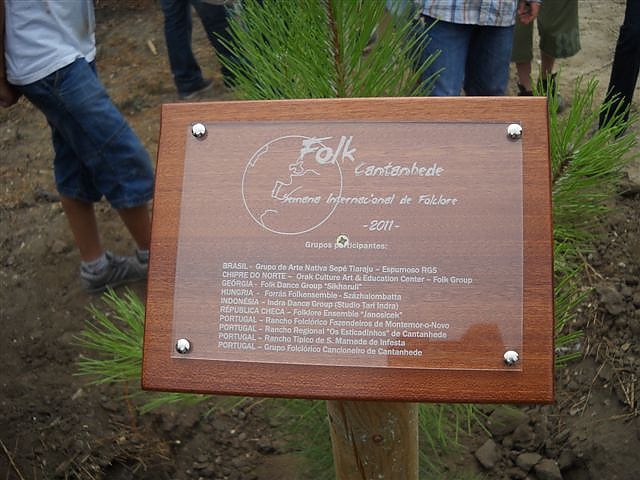 Folk
Cantanhede
Semana Internacional de Folclore
-2011-
Grupos participantes:
BRASIL - Grupo de Arte Nativa Sepé Tiaraju - Espumoso RGS
CHIPRE DO NORTE - Orak Culture Art & Education Center - Folk Group
GEÓRGIA - Folk Dance Group "Sikharuli"
HUNGRIA - Forrás Folkensemble - Százhalombatta
INDONÉSIA - Indra Dance Group (Studio Tari Indra)
REPÚBLICA CHECA - Folklore Ensemble "Janosicek"
PORTUGAL - Rancho Folclórico Fazendeiros de Montemor-o-Novo
PORTUGAL - Rancho Regional "Os Esticadinhos" de Cantanhede
PORTUGAL - Rancho Típico de S. Mamede de Infesta
PORTUGAL - Grupo Folclórico Cancioneiro de Cantanhede